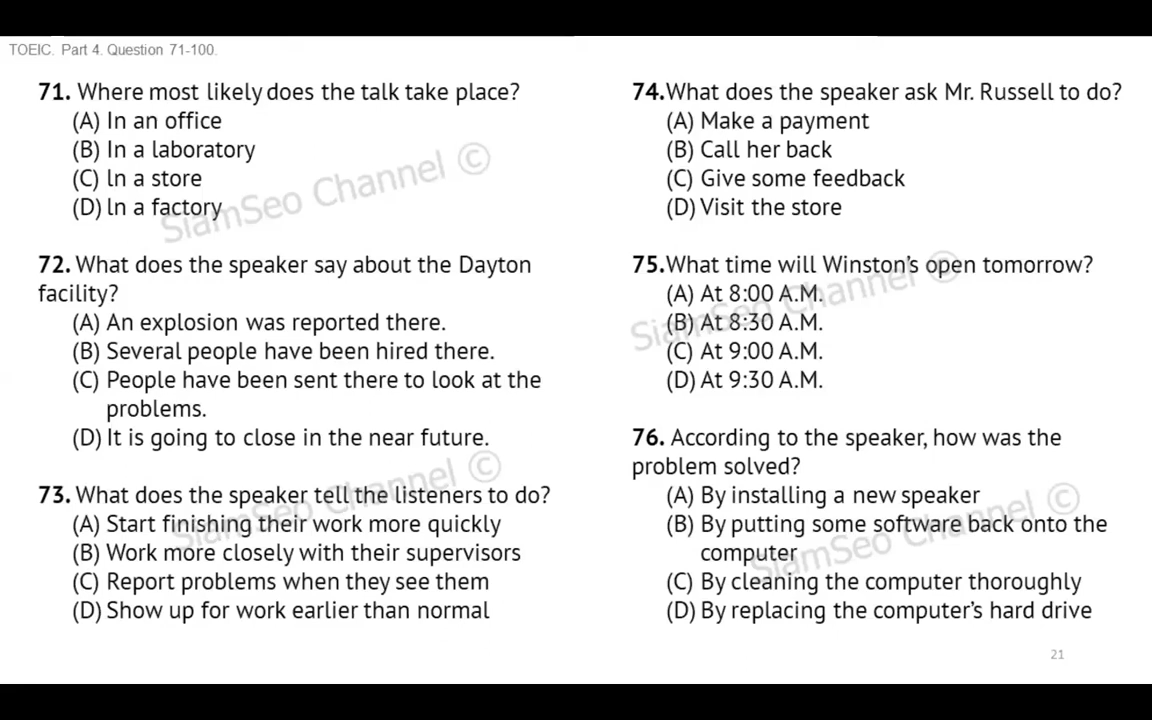 TOEIC. Part 4. Question 71-100.
71. Where most likely does the talk take place?
(A) In an office
(B) In a laboratory
(C) ln a store
(D) ln a factory
SiamSeo Channel ©
72. What does the speaker say about the Dayton
facility?
(A) An explosion was reported there.
(B) Several people have been hired there.
(C) People have been sent there to look at the
problems.
(D) It is going to close in the near future.
73. What does the speaker tell the listeners to do?
(A) Start finishing their work more quickly
(B) Work more closely with their supervisors
(C) Report problems when they see them
(D) Show up for work earlier than normal
SiamSeo Channel ©
74.What does the speaker ask Mr. Russell to do?
(A) Make a payment
(B) Call her back
(C) Give some feedback
(D) Visit the store
75.What time will Winston's open tomorrow?
(A) At 8:00 A.M.
(B) At 8:30 A.M.
(C) At 9:00 A.M.
(D) At 9:30 A.M.
SiamSeo Channel ©
76. According to the speaker, how was the
problem solved?
(A) By installing a new speaker
(B) By putting some software back onto the
computer
(C) By cleaning the computer thoroughly
(D) By replacing the computer's hard drive
SiamSeo Channel ©
21